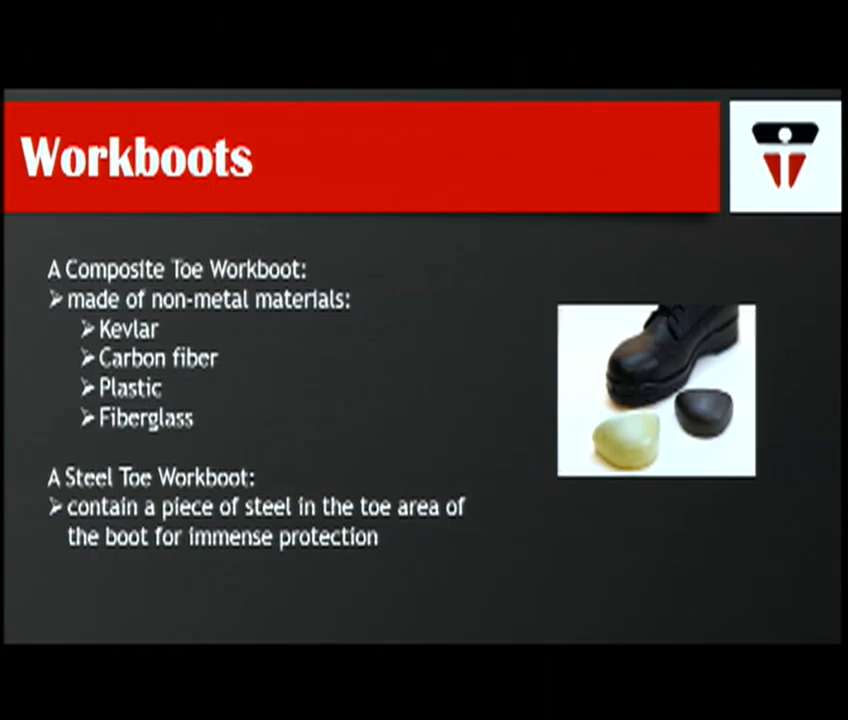 Workboots
A Composite Toe Workboot:
➢made of non-metal materials:
➢Kevlar
➢Carbon fiber
➢Plastic
➢Fiberglass
A Steel Toe Workboot:
➢contain a piece of steel in the toe area of
the boot for immense protection